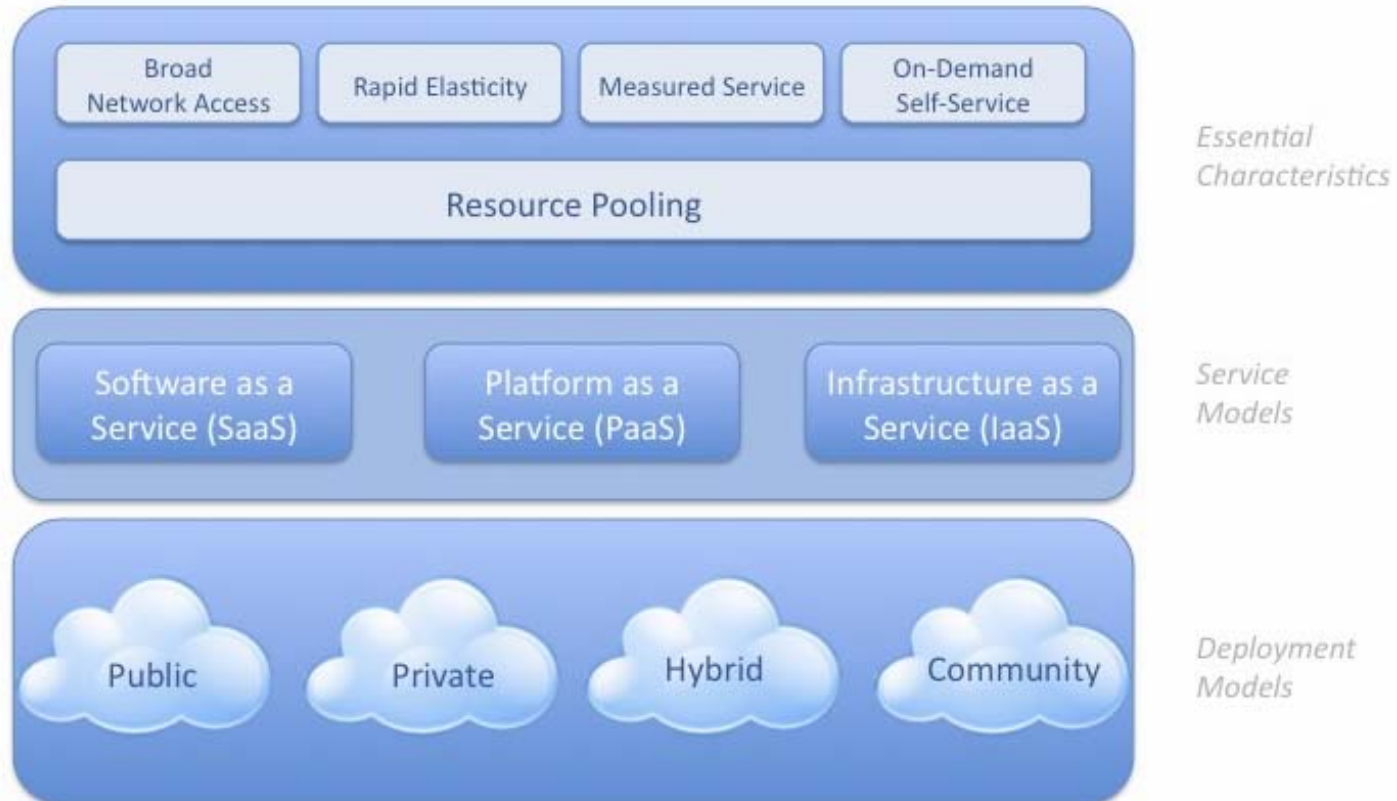 Broad
Network Access
Rapid Elasticity
Measured Service
On-Demand
Self-Service
Resource Pooling
Essential
Characteristics
Software as a
Service (SaaS)
Platform as a
Service (PaaS)
Infrastructure as a
Service (IaaS)
Service
Models
Public
Private
Hybrid
Community
Deployment
Models